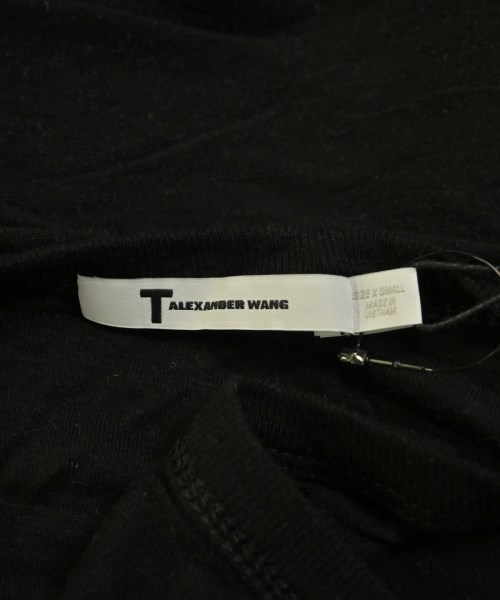 T ALEXANDER WANG
SIZE X SMALL
MADE IN
VIETNAM